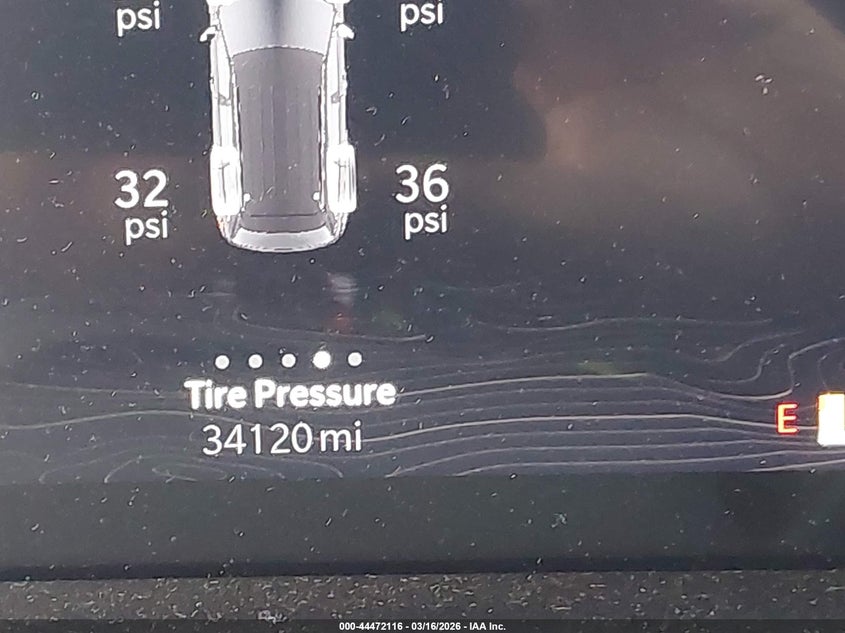 psi psi
32 36
psi psi
Tire Pressure
34120 mi
E
000-44472116 - 03/16/2026 - IAA Inc.